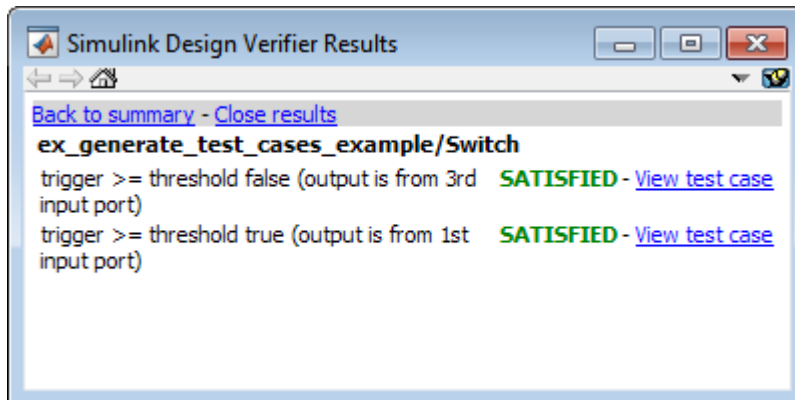 Simulink Design Verifier Results
Back to summary - Close results
ex_generate_test_cases_example/Switch
trigger >= threshold false (output is from 3rd SATISFIED - View test case
input port)
trigger >= threshold true (output is from 1st SATISFIED - View test case
input port)